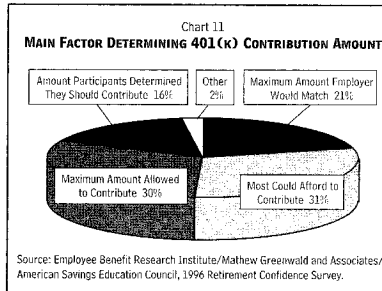 Chart 11
MAIN FACTOR DETERMINING 401(K) CONTRIBUTION AMOUNT
Amount Participants Determined
They Should Contribute 16%
Other
2%
Maximum Amount Employer
Would Match 21%
Maximum Amount Allowed
to Contribute 30%
Most Could Afford to
Contribute 31%
Source: Employee Benefit Research Institute/Mathew Greenwald and Associates/
American Savings Education Council, 1996 Retirement Confidence Survey.